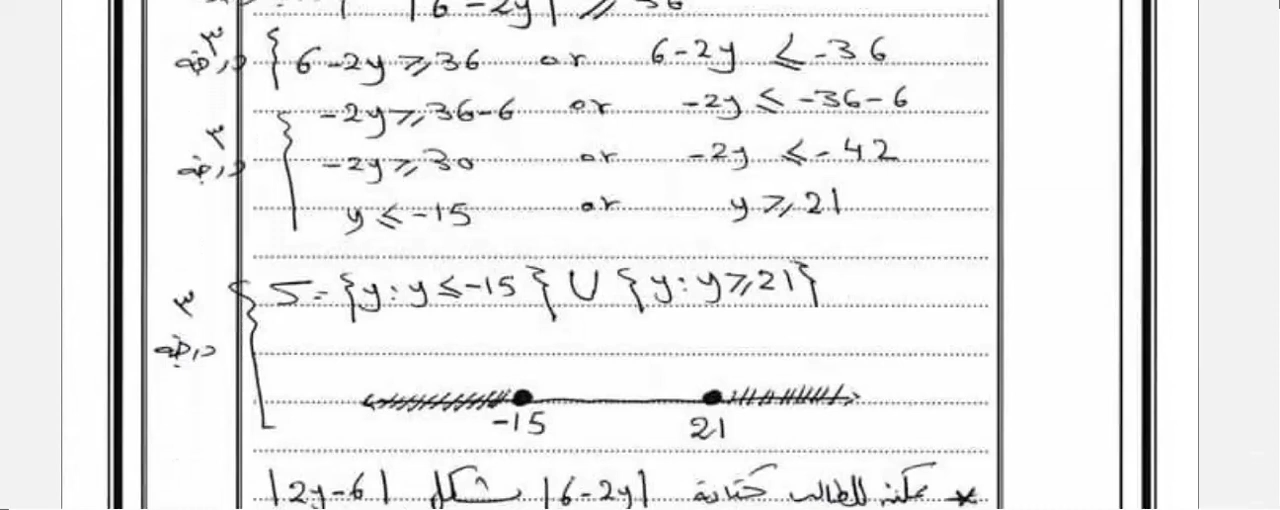 |6-2y| ⩾ 36
٣ درجة { 6-2y ⩾ 36 or 6-2y ⩽ -36
-2y ⩾ 36-6 or -2y ⩽ -36-6
٣ درجة { -2y ⩾ 30 or -2y ⩽ -42
y ⩽ -15 or y ⩾ 21
S = {y: y ⩽ -15} ∪ {y: y ⩾ 21}
٣ درجة
-15 21
* يمكن للطالب كتابة |6-2y| بشكل |2y-6|